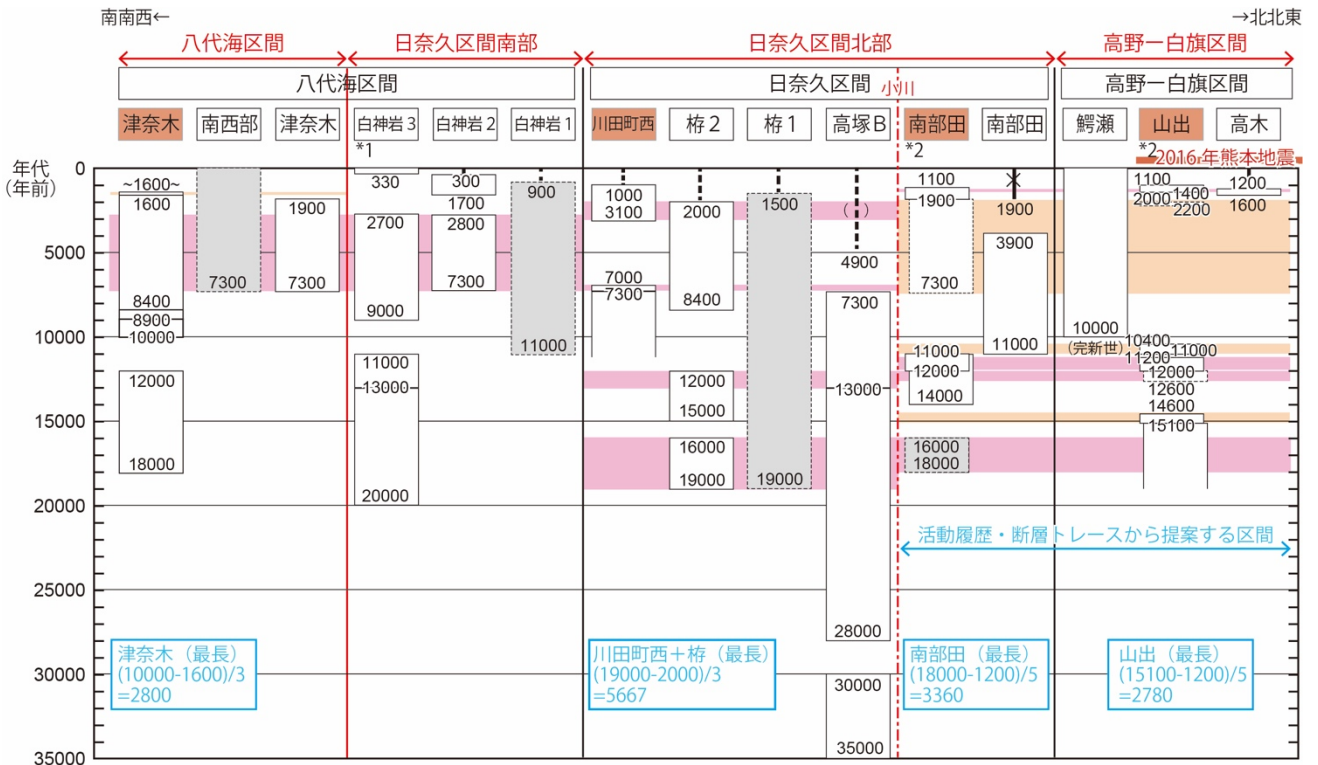 南南西←
→北北東
八代海区間
日奈久区間南部
日奈久区間北部
高野ー白旗区間
八代海区間
日奈久区間
小川
高野ー白旗区間
津奈木
南西部
津奈木
白神岩3
白神岩2
白神岩1
川田町西
栫2
栫1
高塚B
南部田
南部田
鰐瀬
山出
高木
*1
*2
*2
2016年熊本地震
年代
(年前)
0
5000
10000
15000
20000
25000
30000
35000
~1600~
1600
8400
8900
10000
12000
18000
7300
1900
7300
330
2700
9000
11000
13000
20000
300
1700
2800
7300
900
11000
1000
3100
7000
7300
2000
8400
12000
15000
16000
19000
1500
19000
( )
4900
7300
13000
28000
30000
35000
1100
1900
7300
11000
12000
14000
16000
18000
1900
3900
11000
10000
(完新世)
1100
1400
2000
2200
10400
11000
11200
12000
12600
14600
15100
1200
1600
活動履歴・断層トレースから提案する区間
津奈木（最長）
(10000-1600)/3
=2800
川田町西＋栫（最長）
(19000-2000)/3
=5667
南部田（最長）
(18000-1200)/5
=3360
山出（最長）
(15100-1200)/5
=2780